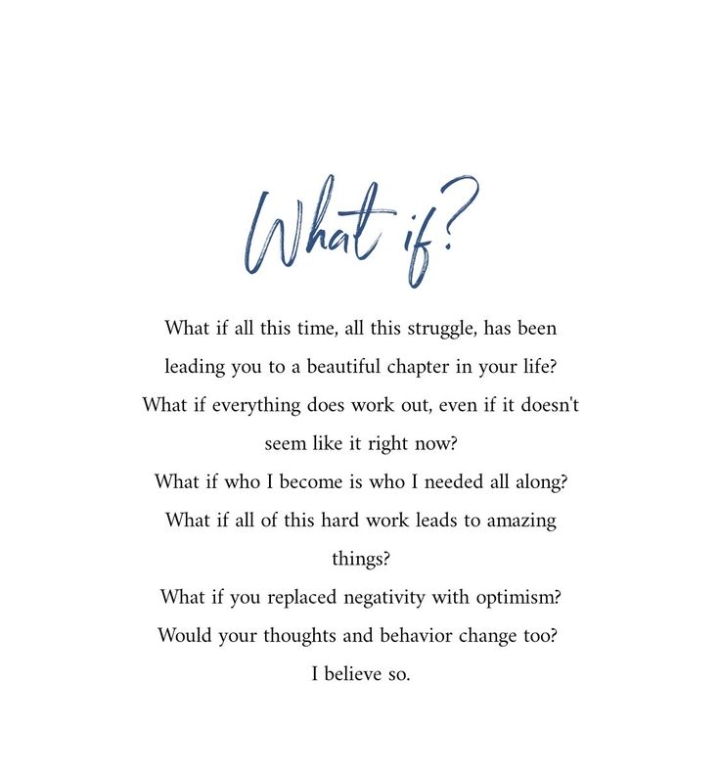 What if?
What if all this time, all this struggle, has been
leading you to a beautiful chapter in your life?
What if everything does work out, even if it doesn't
seem like it right now?
What if who I become is who I needed all along?
What if all of this hard work leads to amazing
things?
What if you replaced negativity with optimism?
Would your thoughts and behavior change too?
I believe so.